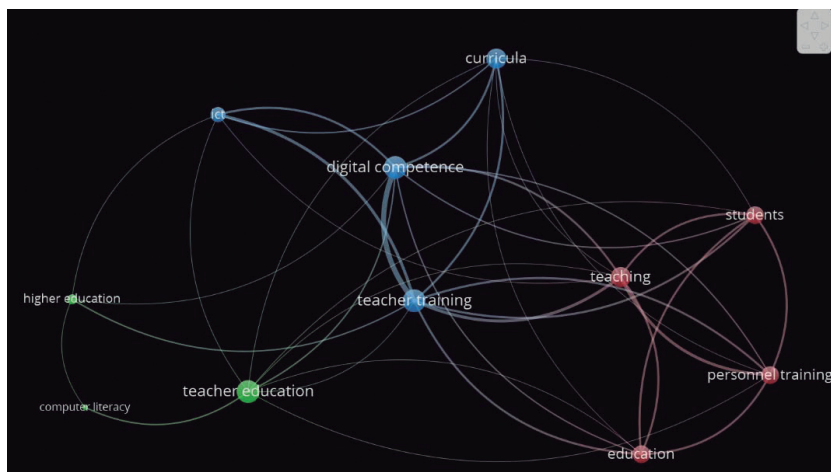 curricula
ict
digital competence
students
teaching
higher education
teacher training
personnel training
teacher education
computer literacy
education